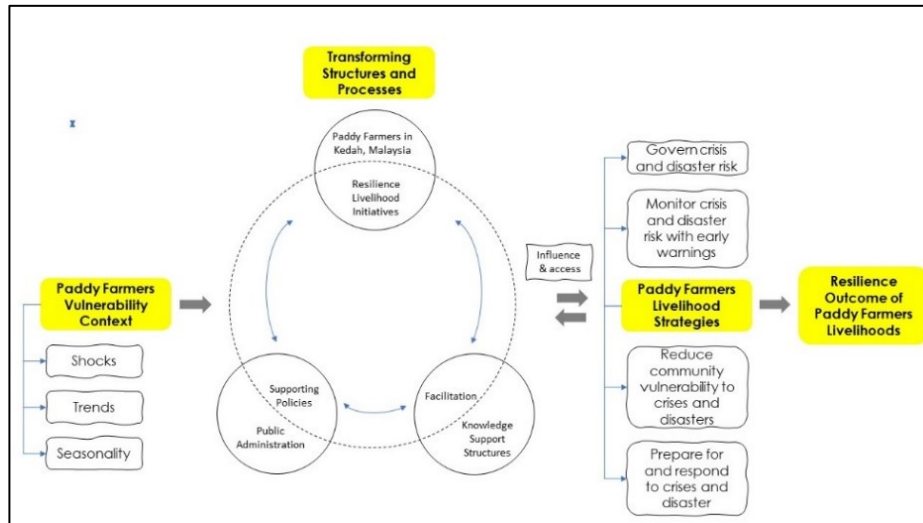 Transforming
Structures and
Processes
Paddy Farmers in
Kedah, Malaysia
Resilience
Livelihood
Initiatives
Paddy Farmers
Vulnerability
Context
Shocks
Trends
Seasonality
Supporting
Policies
Public
Administration
Facilitation
Knowledge
Support
Structures
Influence
& access
Govern crisis
and disaster risk
Monitor crisis
and disaster
risk with early
warnings
Paddy Farmers
Livelihood
Strategies
Reduce
community
vulnerability to
crises and
disasters
Prepare for
and respond
to crises and
disaster
Resilience
Outcome of
Paddy Farmers
Livelihoods